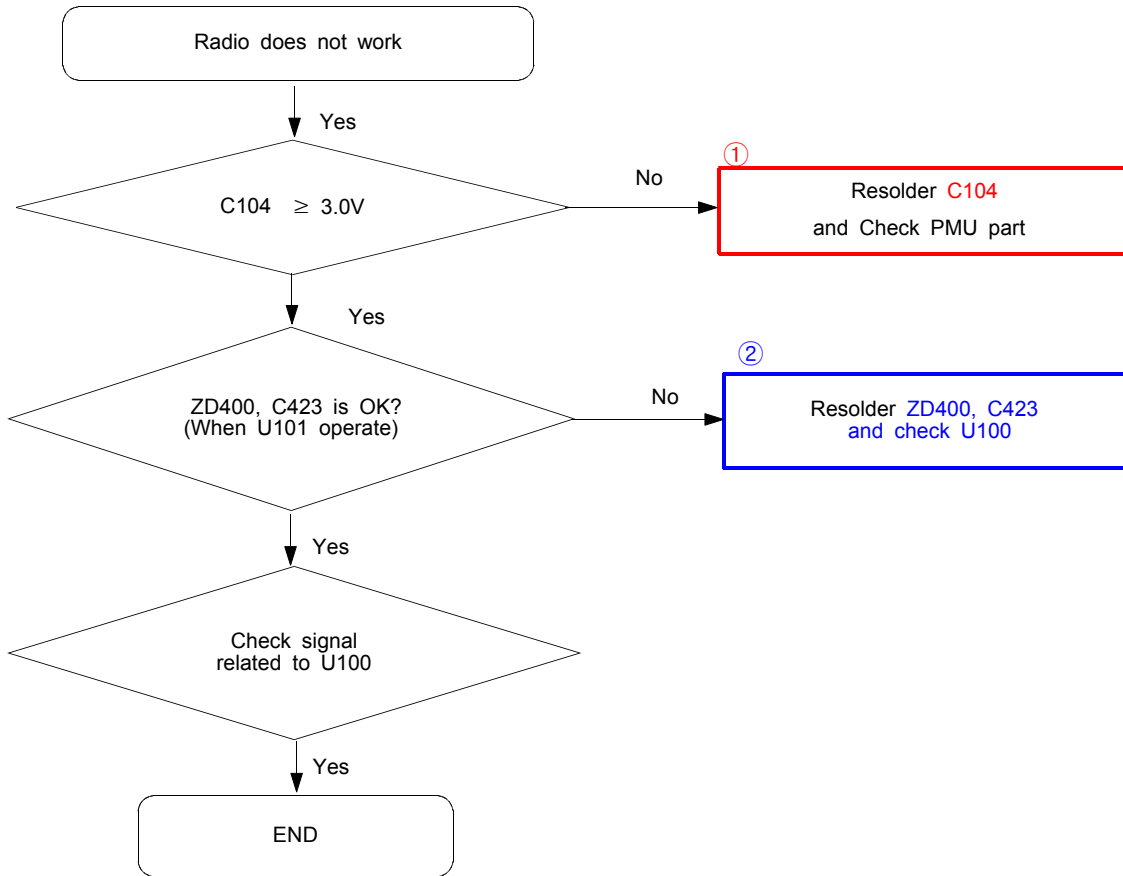 Radio does not work
Yes
①
No
Resolder C104
C104 ≥ 3.0V
and Check PMU part
Yes
②
ZD400, C423 is OK?
(When U101 operate)
No
Resolder ZD400, C423
and check U100
Yes
Check signal
related to U100
Yes
END